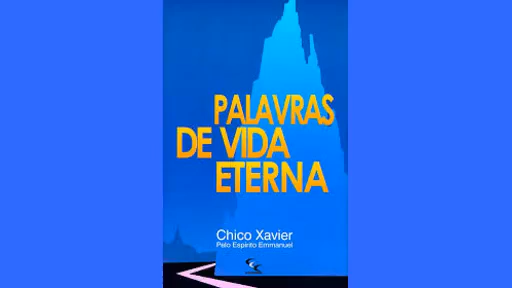 PALAVRAS
DE VIDA
ETERNA
Chico Xavier
Pelo Espírito Emmanuel